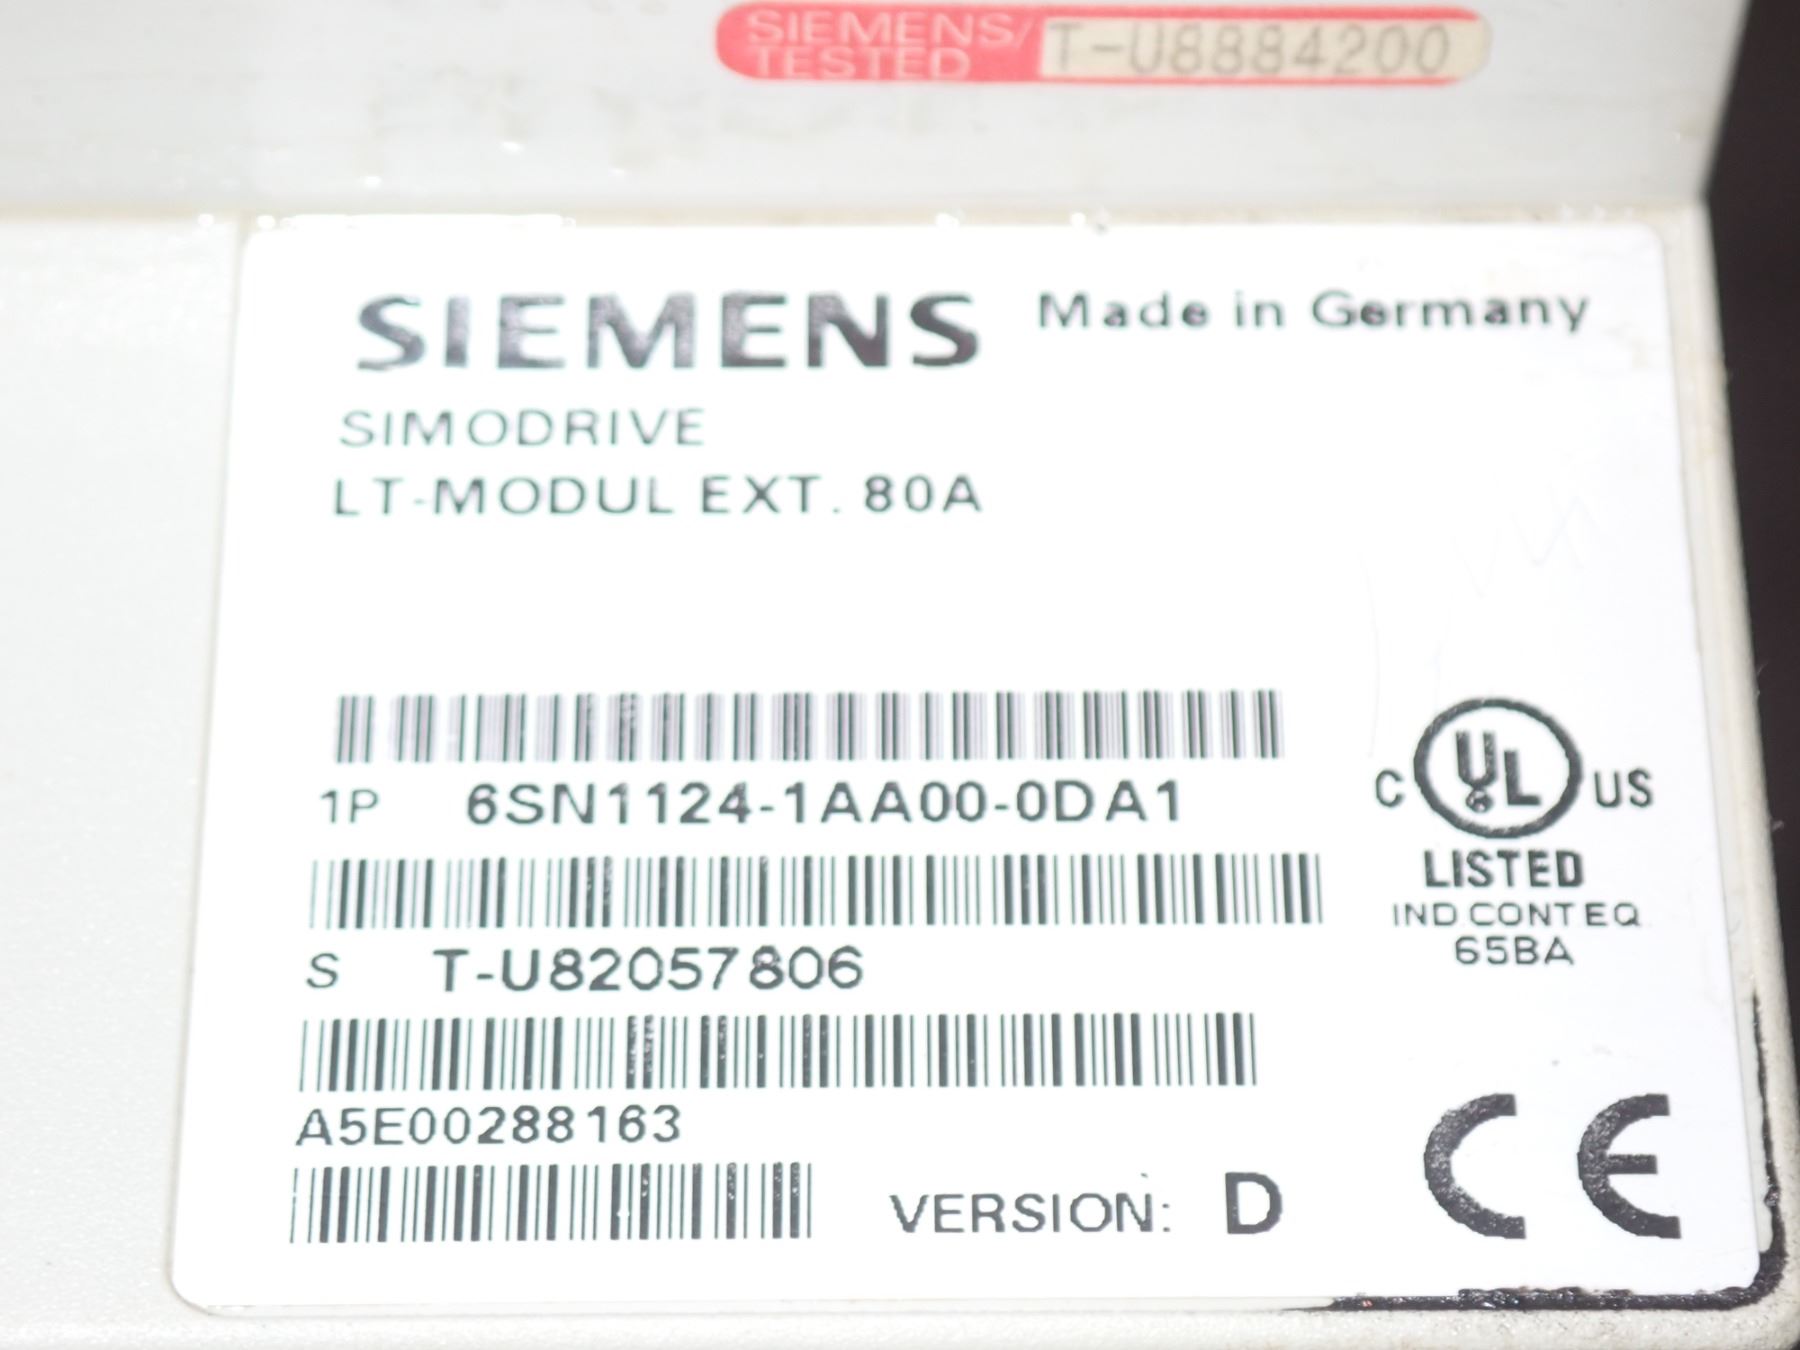 SIEMENS/ T-U8884200
TESTED
SIEMENS Made in Germany
SIMODRIVE
LT-MODUL EXT. 80A
1P 6SN1124-1AA00-0DA1
C UL US
LISTED
IND CONT EQ
65BA
S T-U82057806
A5E00288163
VERSION: D
CE